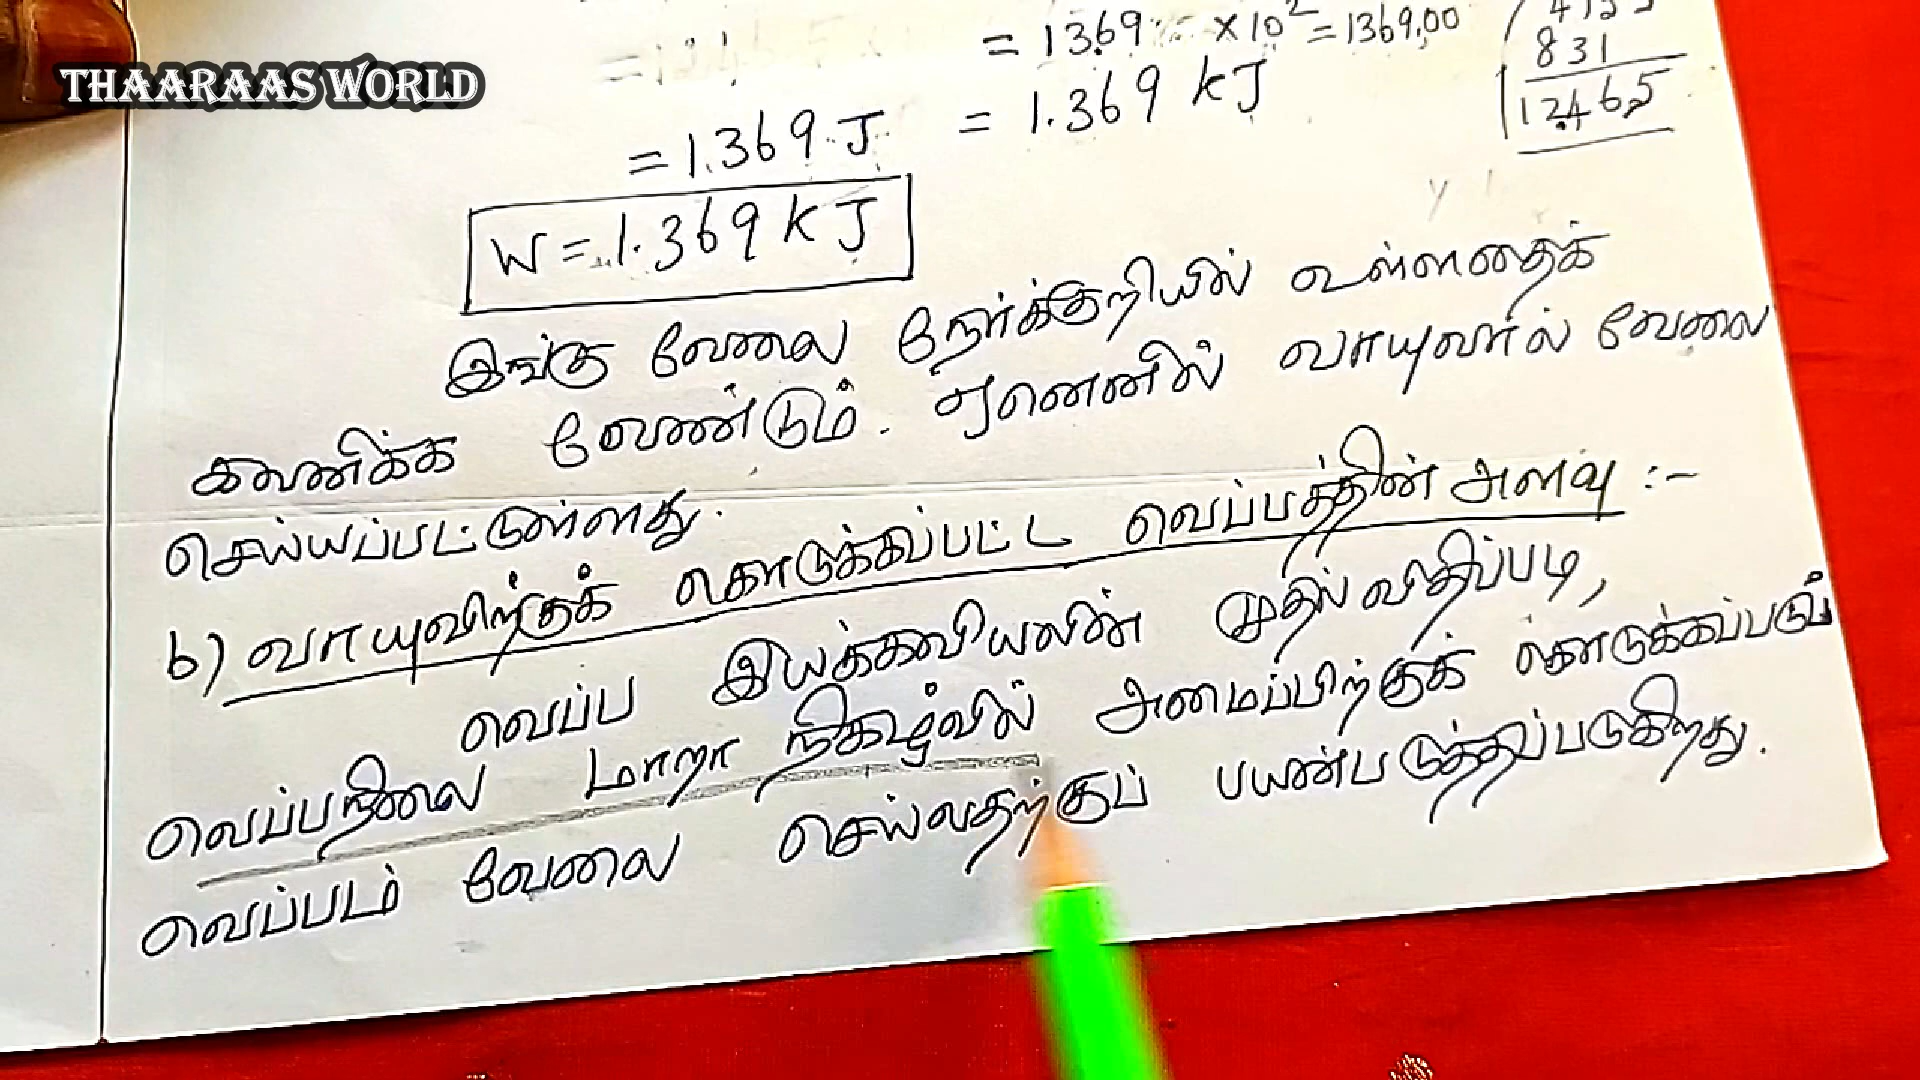 THAARAAS WORLD
= 1369 × 10² = 1369.00
831
12465
= 1.369 J = 1.369 kJ
W = 1.369 kJ
இங்கு வேலை நேர்க்குறியில் உள்ளதைக்
கவனிக்க வேண்டும். ஏனெனில் வாயுவால் வேலை
செய்யப்பட்டுள்ளது.
b) வாயுவிற்குக் கொடுக்கப்பட்ட வெப்பத்தின் அளவு :-
வெப்ப இயக்கவியலின் முதல் விதிப்படி,
வெப்பநிலை மாறா நிகழ்வில் அமைப்பிற்குக் கொடுக்கப்படும்
வெப்பம் வேலை செய்வதற்குப் பயன்படுத்தப்படுகிறது.